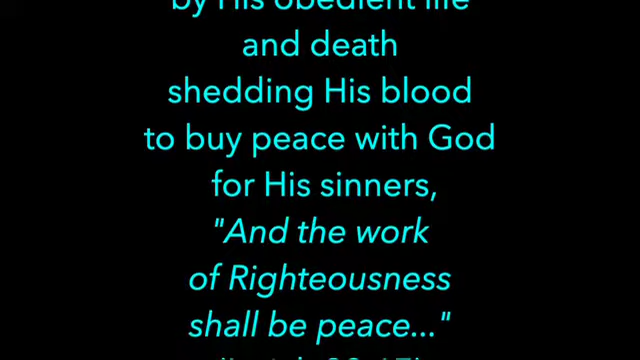 by His obedient life
and death
shedding His blood
to buy peace with God
for His sinners,
"And the work
of Righteousness
shall be peace..."